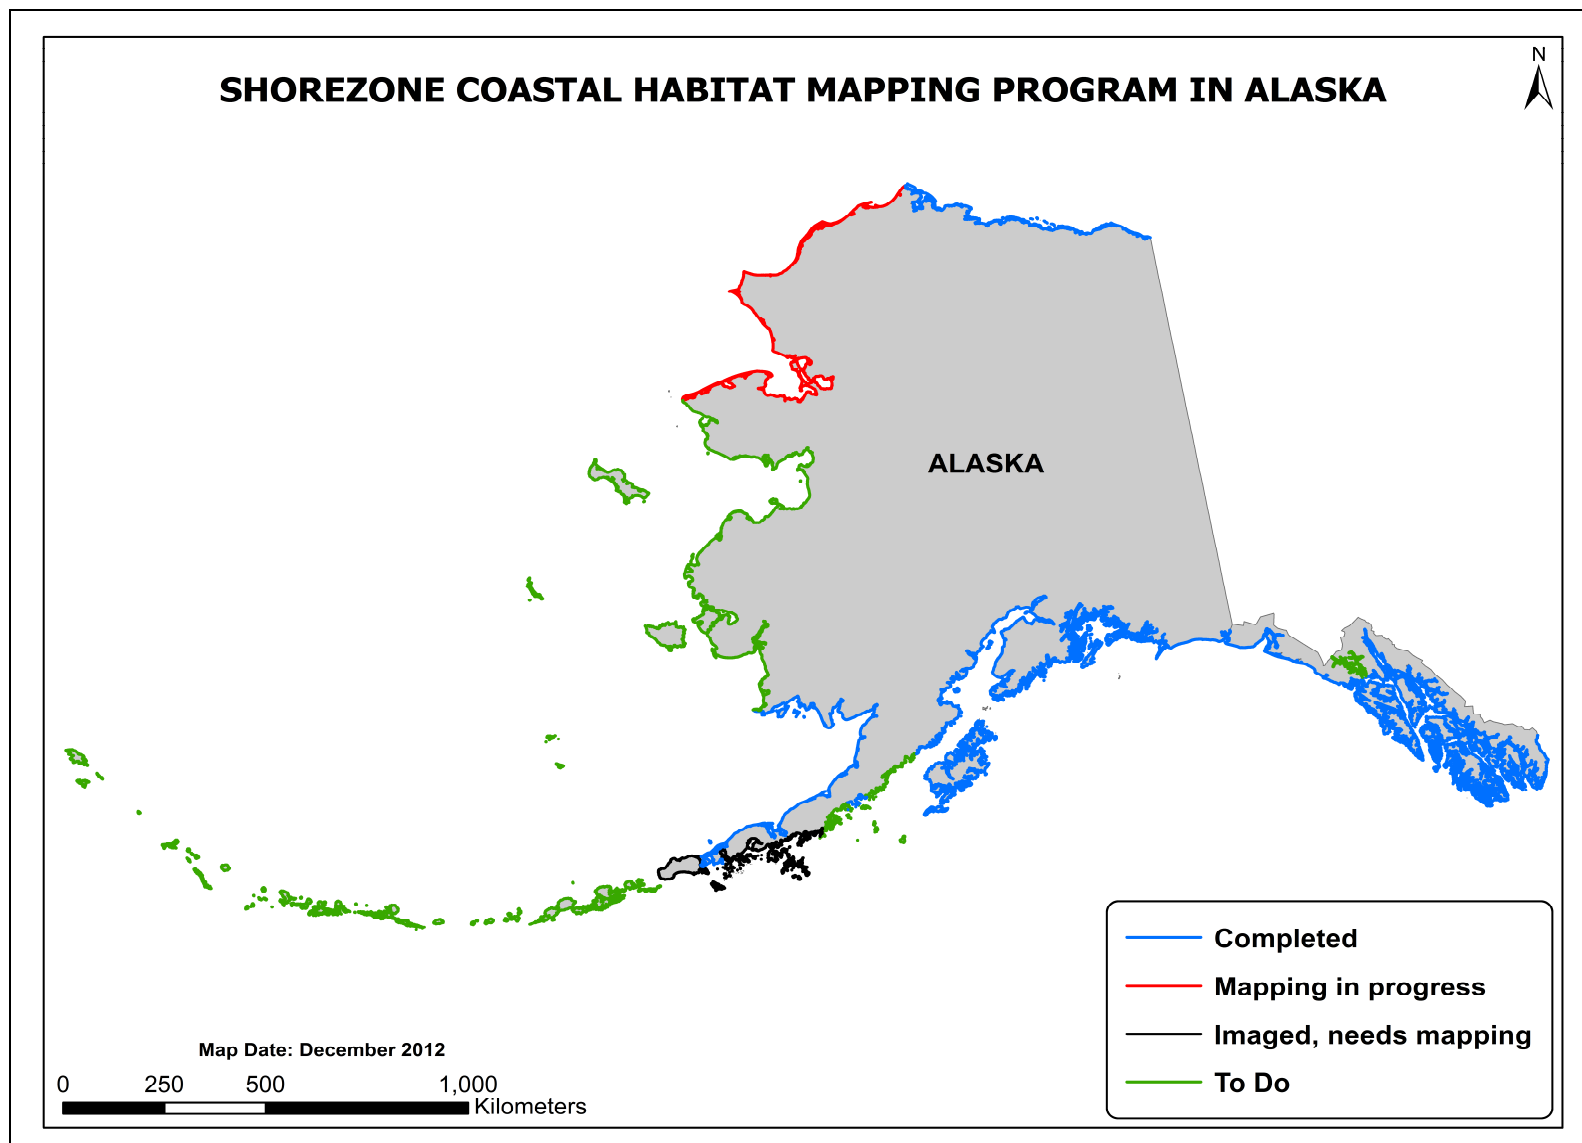 N
SHOREZONE COASTAL HABITAT MAPPING PROGRAM IN ALASKA
ALASKA
Completed
Mapping in progress
Imaged, needs mapping
To Do
Map Date: December 2012
0 250 500 1,000
Kilometers